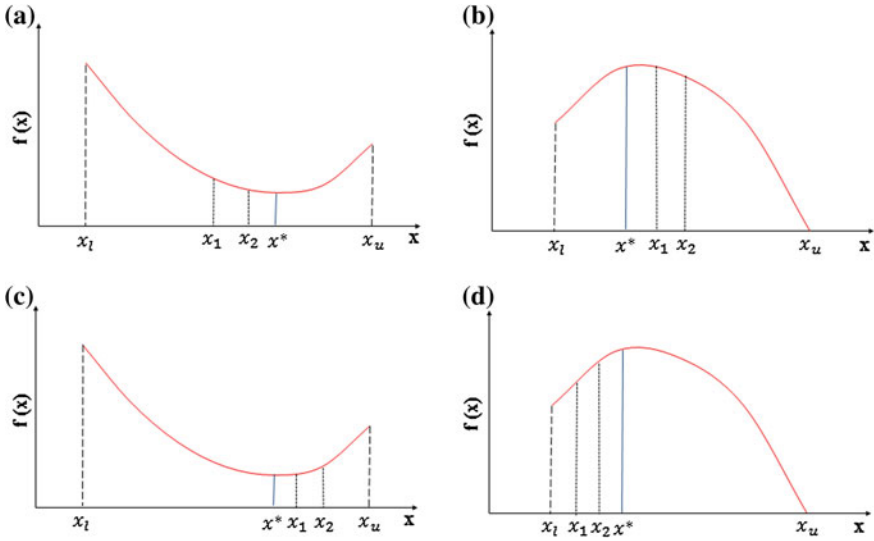 (a)
f(x)
x_l x_1 x_2 x* x_u x
(b)
f(x)
x_l x* x_1 x_2 x_u x
(c)
f(x)
x_l x* x_1 x_2 x_u x
(d)
f(x)
x_l x_1 x_2 x* x_u x